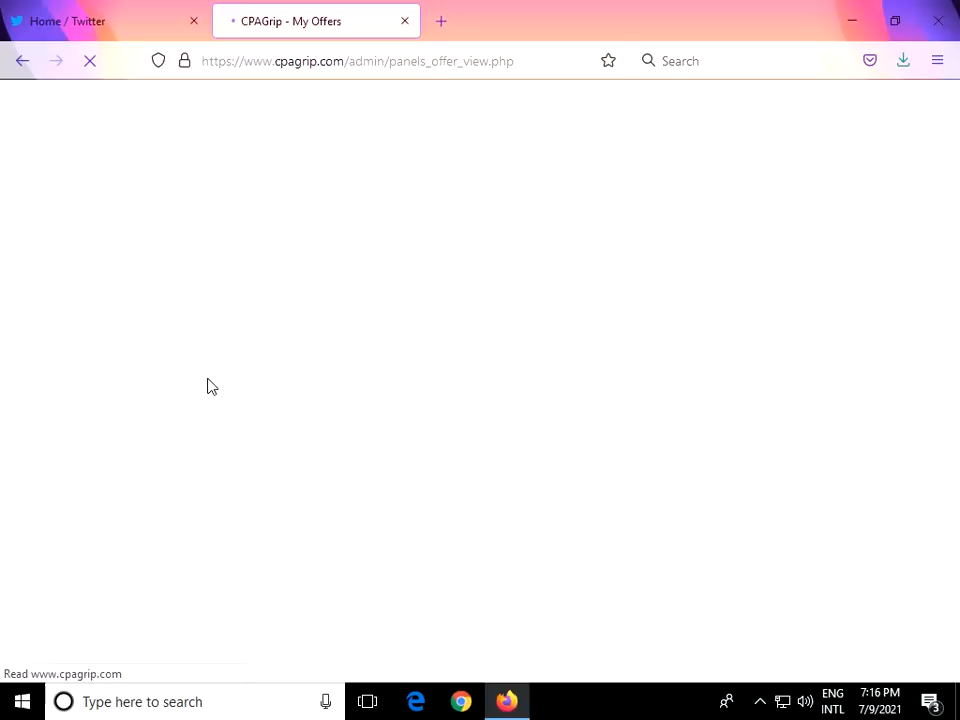 Home / Twitter
CPAGrip - My Offers
https://www.cpagrip.com/admin/panels_offer_view.php
Search
Read www.cpagrip.com
Type here to search
ENG
INTL
7:16 PM
7/9/2021
3